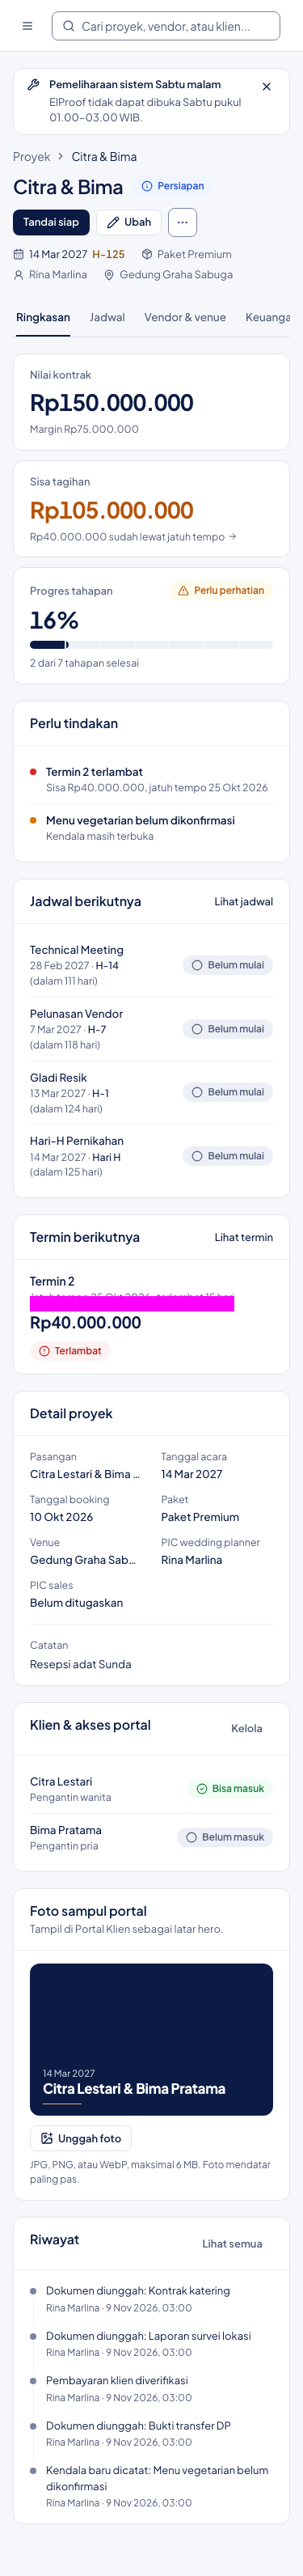 Cari proyek, vendor, atau klien...
Pemeliharaan sistem Sabtu malam
ElProof tidak dapat dibuka Sabtu pukul
01.00–03.00 WIB.
Proyek > Citra & Bima
Citra & Bima
Persiapan
Tandai siap
Ubah
14 Mar 2027 H-125
Paket Premium
Rina Marlina
Gedung Graha Sabuga
Ringkasan
Jadwal
Vendor & venue
Keuanga
Nilai kontrak
Rp150.000.000
Margin Rp75.000.000
Sisa tagihan
Rp105.000.000
Rp40.000.000 sudah lewat jatuh tempo →
Progres tahapan
Perlu perhatian
16%
2 dari 7 tahapan selesai
Perlu tindakan
Termin 2 terlambat
Sisa Rp40.000.000, jatuh tempo 25 Okt 2026
Menu vegetarian belum dikonfirmasi
Kendala masih terbuka
Jadwal berikutnya
Lihat jadwal
Technical Meeting
28 Feb 2027 · H-14
(dalam 111 hari)
Belum mulai
Pelunasan Vendor
7 Mar 2027 · H-7
(dalam 118 hari)
Belum mulai
Gladi Resik
13 Mar 2027 · H-1
(dalam 124 hari)
Belum mulai
Hari-H Pernikahan
14 Mar 2027 · Hari H
(dalam 125 hari)
Belum mulai
Termin berikutnya
Lihat termin
Termin 2
Rp40.000.000
Terlambat
Detail proyek
Pasangan
Citra Lestari & Bima ...
Tanggal acara
14 Mar 2027
Tanggal booking
10 Okt 2026
Paket
Paket Premium
Venue
Gedung Graha Sab...
PIC wedding planner
Rina Marlina
PIC sales
Belum ditugaskan
Catatan
Resepsi adat Sunda
Klien & akses portal
Kelola
Citra Lestari
Pengantin wanita
Bisa masuk
Bima Pratama
Pengantin pria
Belum masuk
Foto sampul portal
Tampil di Portal Klien sebagai latar hero.
14 Mar 2027
Citra Lestari & Bima Pratama
Unggah foto
JPG, PNG, atau WebP, maksimal 6 MB. Foto mendatar
paling pas.
Riwayat
Lihat semua
Dokumen diunggah: Kontrak katering
Rina Marlina · 9 Nov 2026, 03:00
Dokumen diunggah: Laporan survei lokasi
Rina Marlina · 9 Nov 2026, 03:00
Pembayaran klien diverifikasi
Rina Marlina · 9 Nov 2026, 03:00
Dokumen diunggah: Bukti transfer DP
Rina Marlina · 9 Nov 2026, 03:00
Kendala baru dicatat: Menu vegetarian belum
dikonfirmasi
Rina Marlina · 9 Nov 2026, 03:00